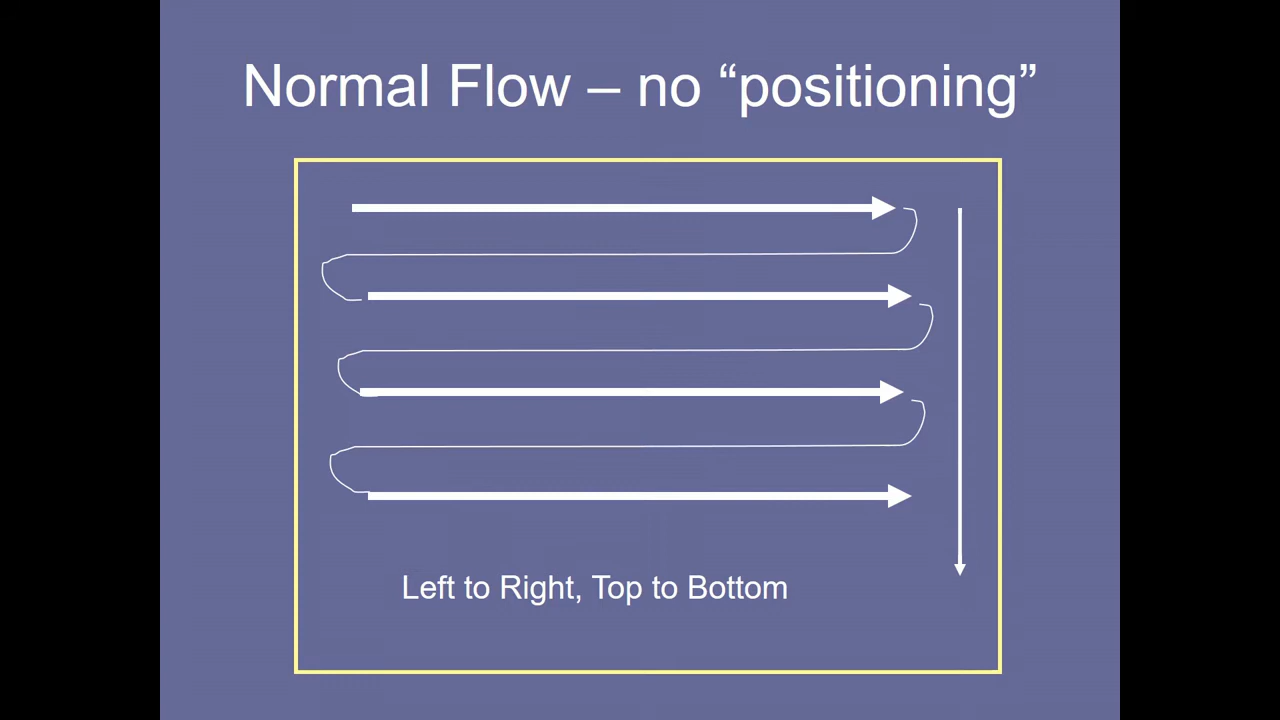 Normal Flow – no “positioning”
Left to Right, Top to Bottom